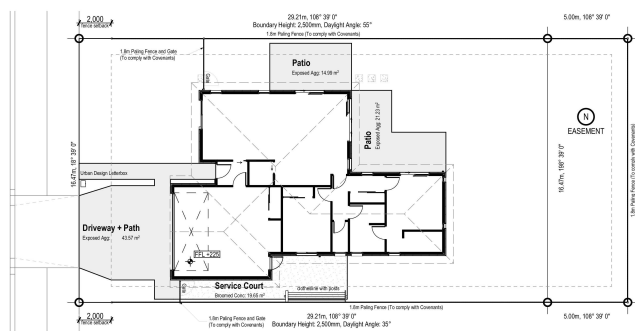 2,000
fence setback
29.21m, 108° 39' 0"
Boundary Height: 2,500mm, Daylight Angle: 55°
1.8m Paling Fence (To comply with Covenants)
5.00m, 108° 39' 0"
1.8m Paling Fence and Gate
(To comply with Covenants)
Gate
Patio
Exposed Agg: 14.99 m²
Patio
Exposed Agg: 21.23 m²
N
EASEMENT
16.47m, 18° 39' 0"
16.47m, 198° 39' 0"
1.8m Paling Fence (To comply with Covenants)
Urban Design Letterbox
Driveway + Path
Exposed Agg: 43.57 m²
FFL +225
Service Court
Broomed Conc: 19.65 m²
clothesline with posts
Gate
2,000
fence setback
1.8m Paling Fence and Gate
(To comply with Covenants)
29.21m, 108° 39' 0"
Boundary Height: 2,500mm, Daylight Angle: 35°
1.8m Paling Fence (To comply with Covenants)
5.00m, 108° 39' 0"